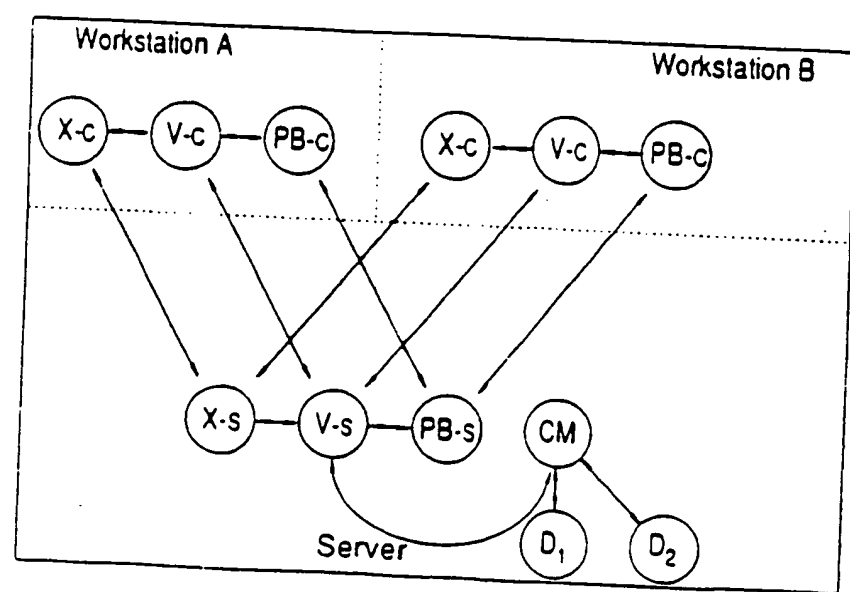 Workstation A
Workstation B
X-c V-c PB-c X-c V-c PB-c
X-s V-s PB-s CM
Server
D₁ D₂